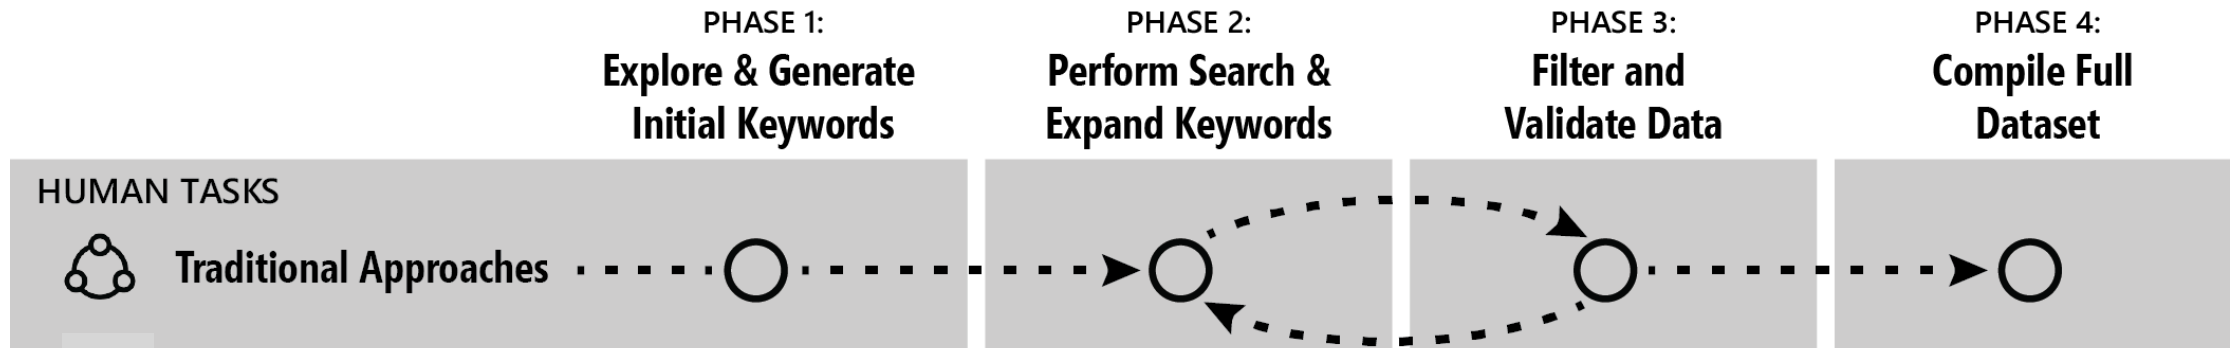 PHASE 1:
Explore & Generate
Initial Keywords
PHASE 2:
Perform Search &
Expand Keywords
PHASE 3:
Filter and
Validate Data
PHASE 4:
Compile Full
Dataset
HUMAN TASKS
Traditional Approaches